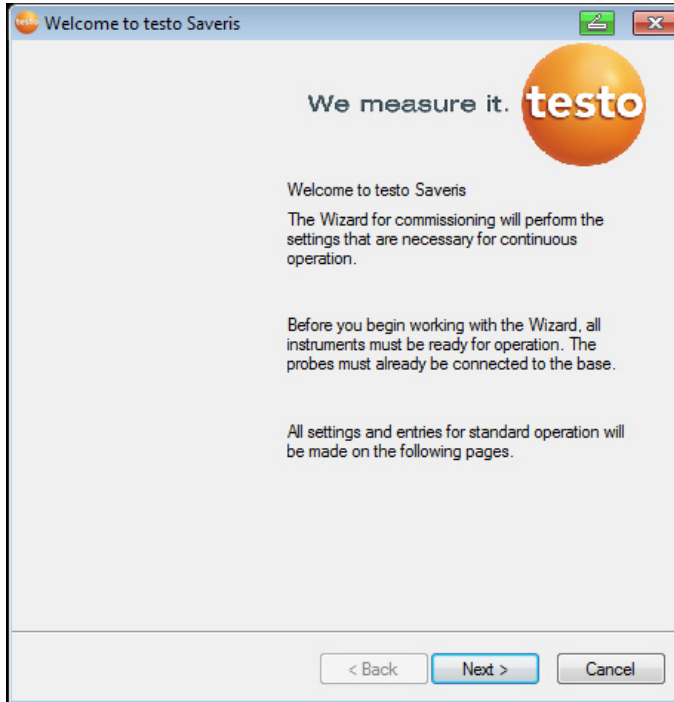 Welcome to testo Saveris
We measure it. testo
Welcome to testo Saveris
The Wizard for commissioning will perform the
settings that are necessary for continuous
operation.
Before you begin working with the Wizard, all
instruments must be ready for operation. The
probes must already be connected to the base.
All settings and entries for standard operation will
be made on the following pages.
< Back Next > Cancel